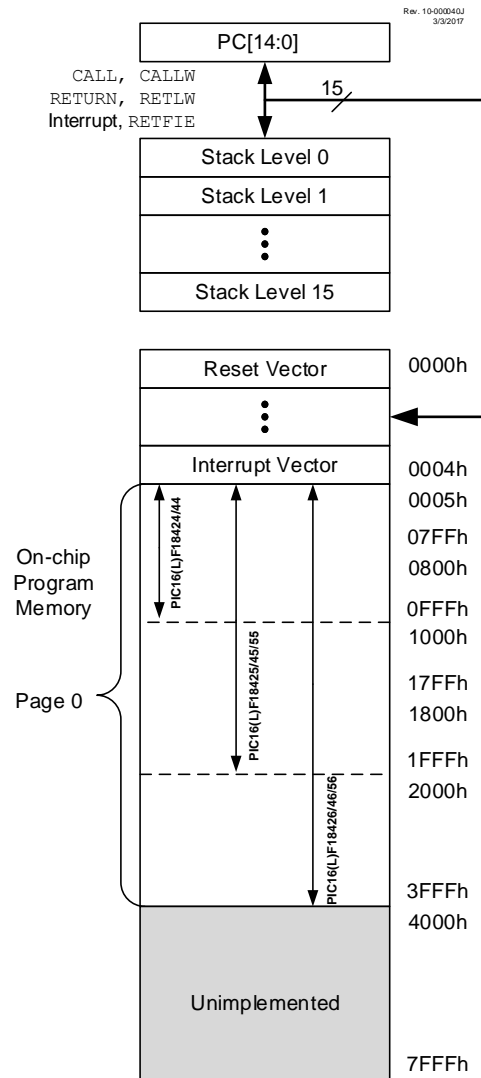 Rev. 10-000040J
3/3/2017
PC[14:0]
CALL, CALLW
RETURN, RETLW
Interrupt, RETFIE
15
Stack Level 0
Stack Level 1
Stack Level 15
Reset Vector
0000h
Interrupt Vector
0004h
0005h
07FFh
0800h
0FFFh
1000h
17FFh
1800h
1FFFh
2000h
3FFFh
4000h
On-chip
Program
Memory
Page 0
PIC16(L)F18424/44
PIC16(L)F18425/45/55
PIC16(L)F18426/46/56
Unimplemented
7FFFh